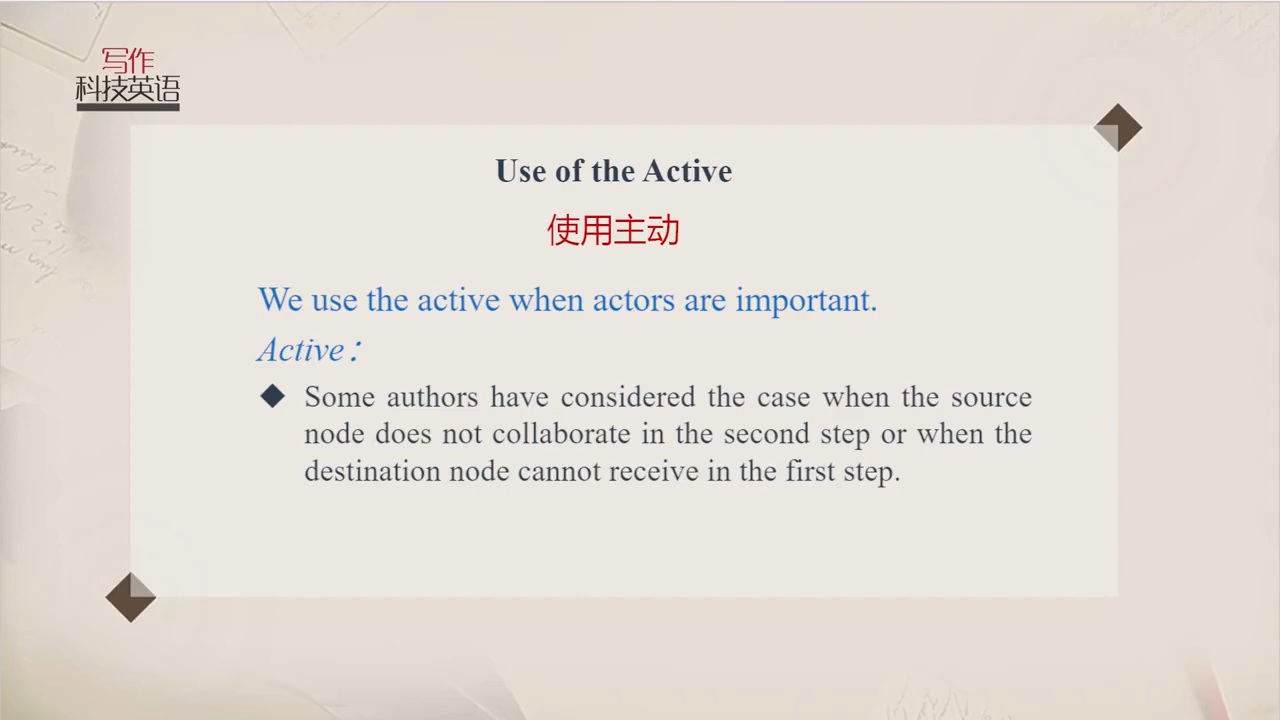 写作
科技英语
Use of the Active
使用主动
We use the active when actors are important.
Active：
Some authors have considered the case when the source
node does not collaborate in the second step or when the
destination node cannot receive in the first step.